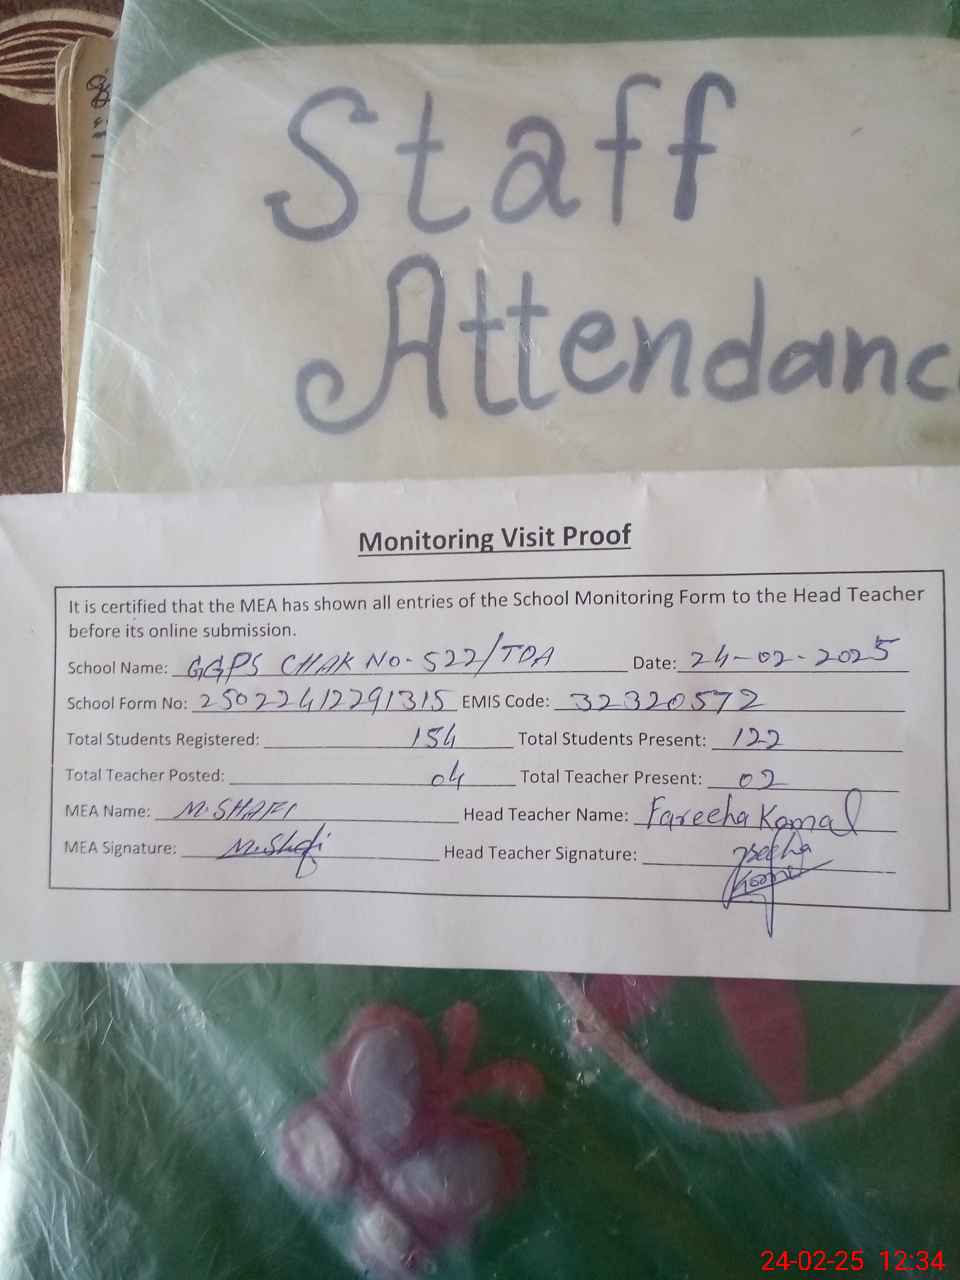 Staff
Attendanc
Monitoring Visit Proof
It is certified that the MEA has shown all entries of the School Monitoring Form to the Head Teacher
before its online submission.
School Name: GGPS CHAK No-522/TDA Date: 24-02-2025
School Form No: 25022412291315 EMIS Code: 32320572
Total Students Registered: 154 Total Students Present: 122
Total Teacher Posted: 04 Total Teacher Present: 02
MEA Name: M.SHAFI Head Teacher Name: Fareeha Kamal
MEA Signature: M.Shafi Head Teacher Signature:
24-02-25 12:34